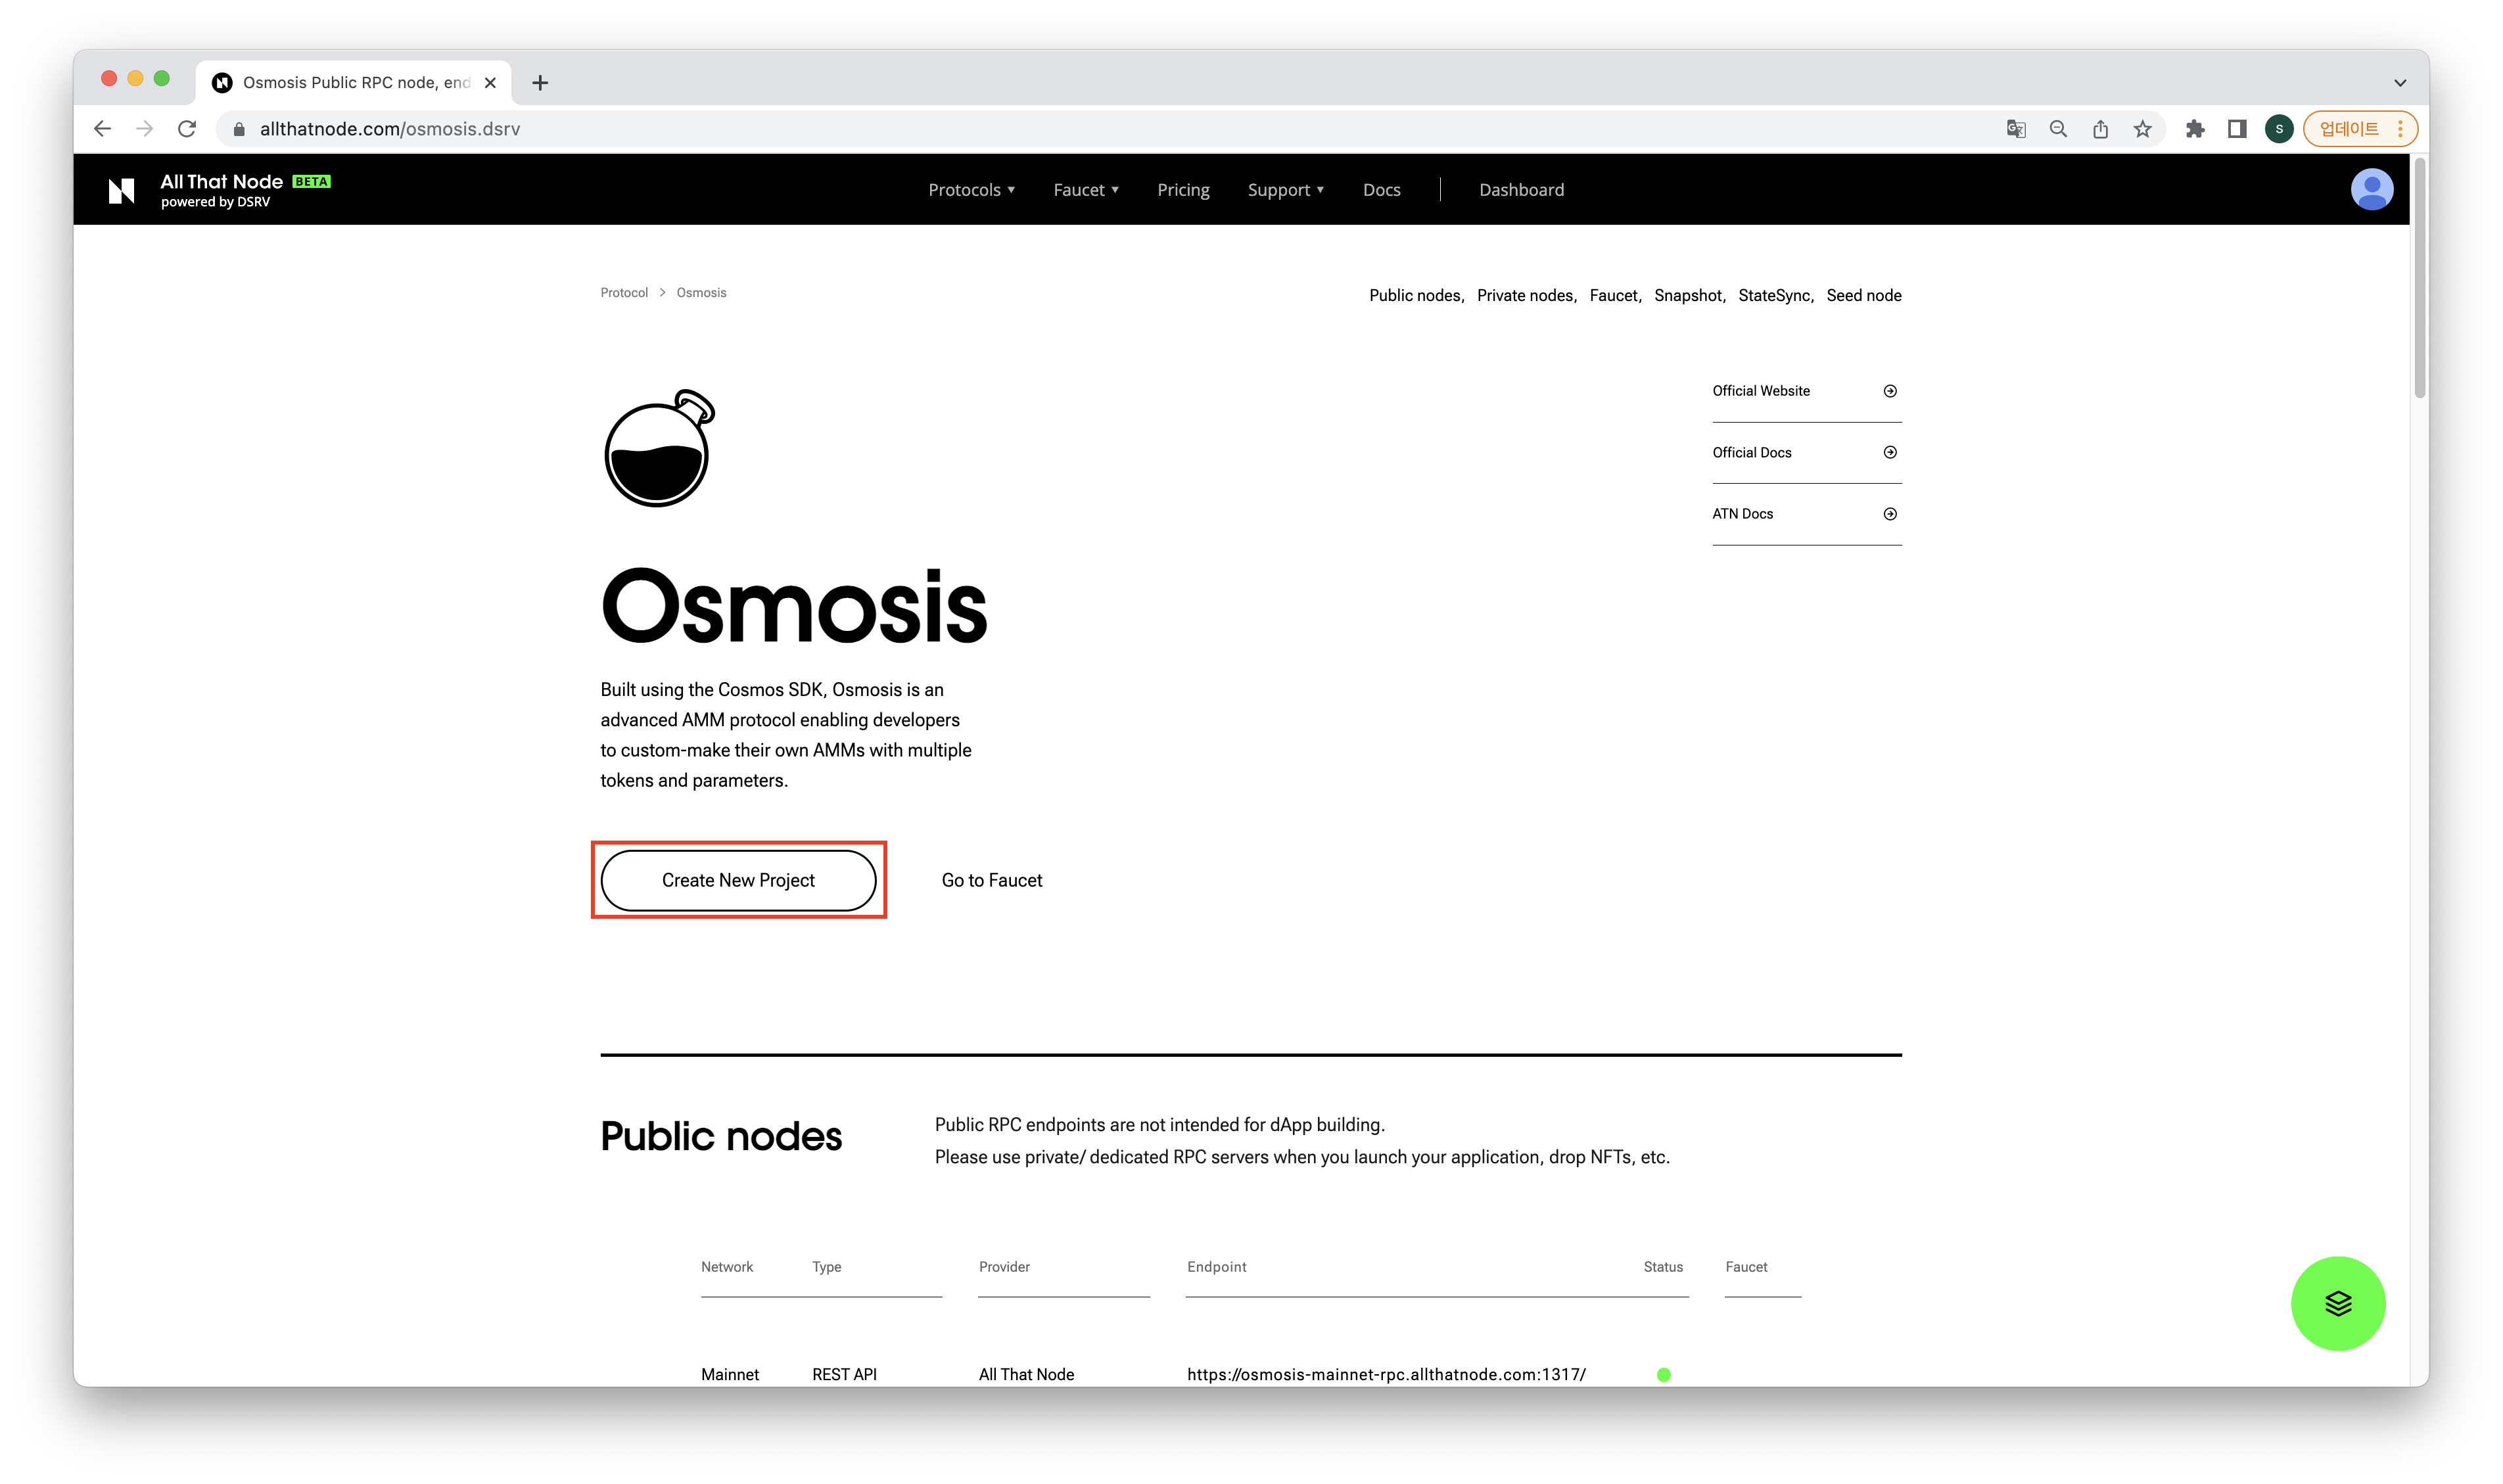 Osmosis Public RPC node, end
allthatnode.com/osmosis.dsrv
S
업데이트
All That Node BETA
powered by DSRV
Protocols ▼ Faucet ▼ Pricing Support ▼ Docs Dashboard
Protocol > Osmosis
Public nodes, Private nodes, Faucet, Snapshot, StateSync, Seed node
Official Website
Official Docs
ATN Docs
Osmosis
Built using the Cosmos SDK, Osmosis is an
advanced AMM protocol enabling developers
to custom-make their own AMMs with multiple
tokens and parameters.
Create New Project Go to Faucet
Public nodes
Public RPC endpoints are not intended for dApp building.
Please use private/ dedicated RPC servers when you launch your application, drop NFTs, etc.
Network Type Provider Endpoint Status Faucet
Mainnet REST API All That Node https://osmosis-mainnet-rpc.allthatnode.com:1317/